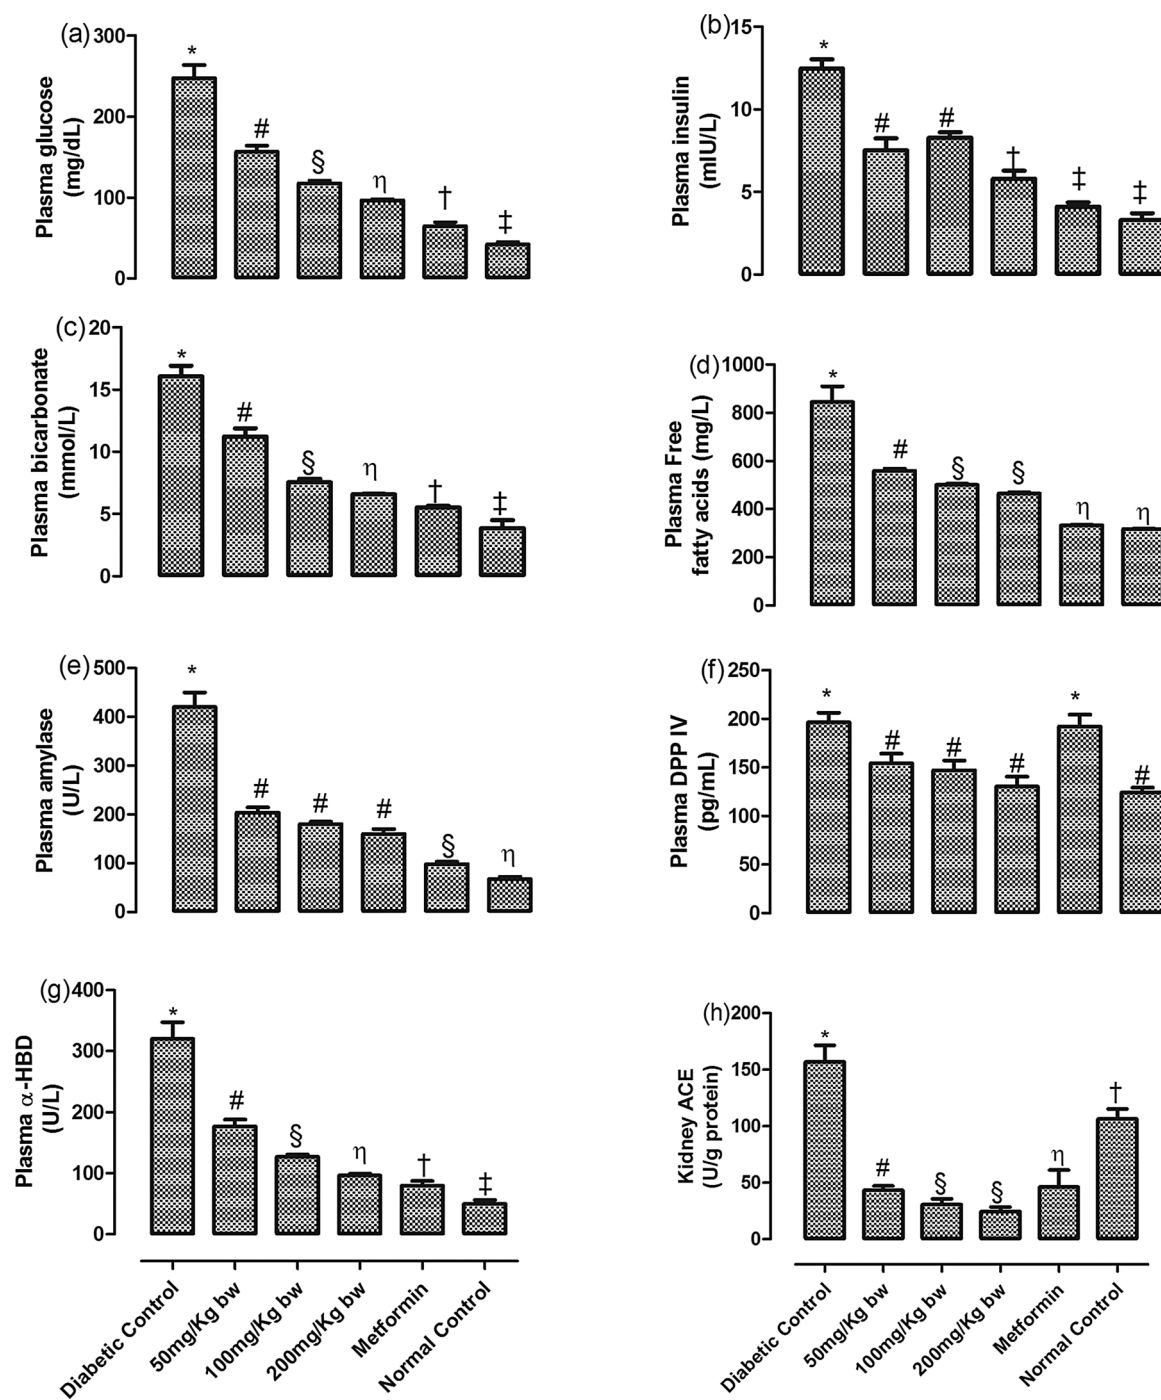 (a)
Plasma glucose
(mg/dL)
300
200
100
0
*
#
§
η
†
‡
(b)
Plasma insulin
(mIU/L)
15
10
5
0
*
#
#
†
‡
‡
(c)
Plasma bicarbonate
(mmol/L)
20
15
10
5
0
*
#
§
η
†
‡
(d)
Plasma Free
fatty acids (mg/L)
1000
800
600
400
200
0
*
#
§
§
η
η
(e)
Plasma amylase
(U/L)
500
400
300
200
100
0
*
#
#
#
§
η
(f)
Plasma DPP IV
(pg/mL)
250
200
150
100
50
0
*
#
#
#
*
#
(g)
Plasma α-HBD
(U/L)
400
300
200
100
0
*
#
§
η
†
‡
Diabetic Control
50mg/Kg bw
100mg/Kg bw
200mg/Kg bw
Metformin
Normal Control
(h)
Kidney ACE
(U/g protein)
200
150
100
50
0
*
#
§
§
η
†
Diabetic Control
50mg/Kg bw
100mg/Kg bw
200mg/Kg bw
Metformin
Normal Control